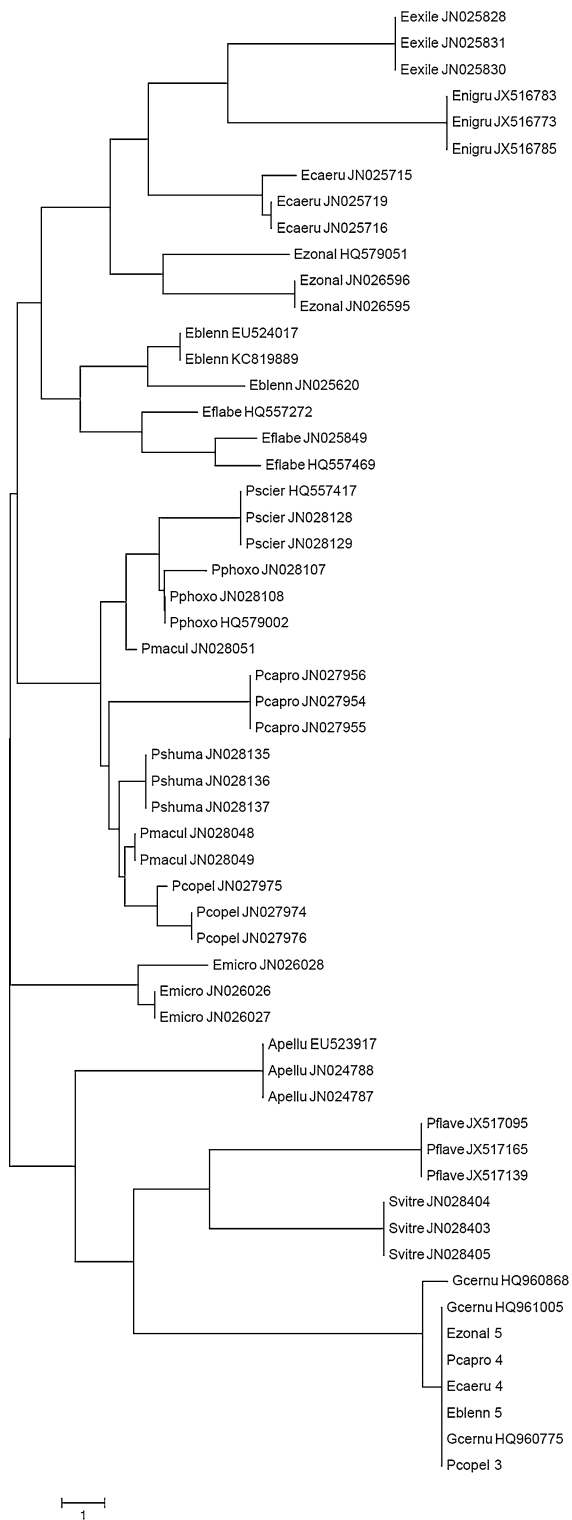 Eexile JN025828
Eexile JN025831
Eexile JN025830
Enigru JX516783
Enigru JX516773
Enigru JX516785
Ecaeru JN025715
Ecaeru JN025719
Ecaeru JN025716
Ezonal HQ579051
Ezonal JN026596
Ezonal JN026595
Eblenn EU524017
Eblenn KC819889
Eblenn JN025620
Eflabe HQ557272
Eflabe JN025849
Eflabe HQ557469
Pscier HQ557417
Pscier JN028128
Pscier JN028129
Pphoxo JN028107
Pphoxo JN028108
Pphoxo HQ579002
Pmacul JN028051
Pcapro JN027956
Pcapro JN027954
Pcapro JN027955
Pshuma JN028135
Pshuma JN028136
Pshuma JN028137
Pmacul JN028048
Pmacul JN028049
Pcopel JN027975
Pcopel JN027974
Pcopel JN027976
Emicro JN026028
Emicro JN026026
Emicro JN026027
Apellu EU523917
Apellu JN024788
Apellu JN024787
Pflave JX517095
Pflave JX517165
Pflave JX517139
Svitre JN028404
Svitre JN028403
Svitre JN028405
Gcernu HQ960868
Gcernu HQ961005
Ezonal 5
Pcapro 4
Ecaeru 4
Eblenn 5
Gcernu HQ960775
Pcopel 3
1